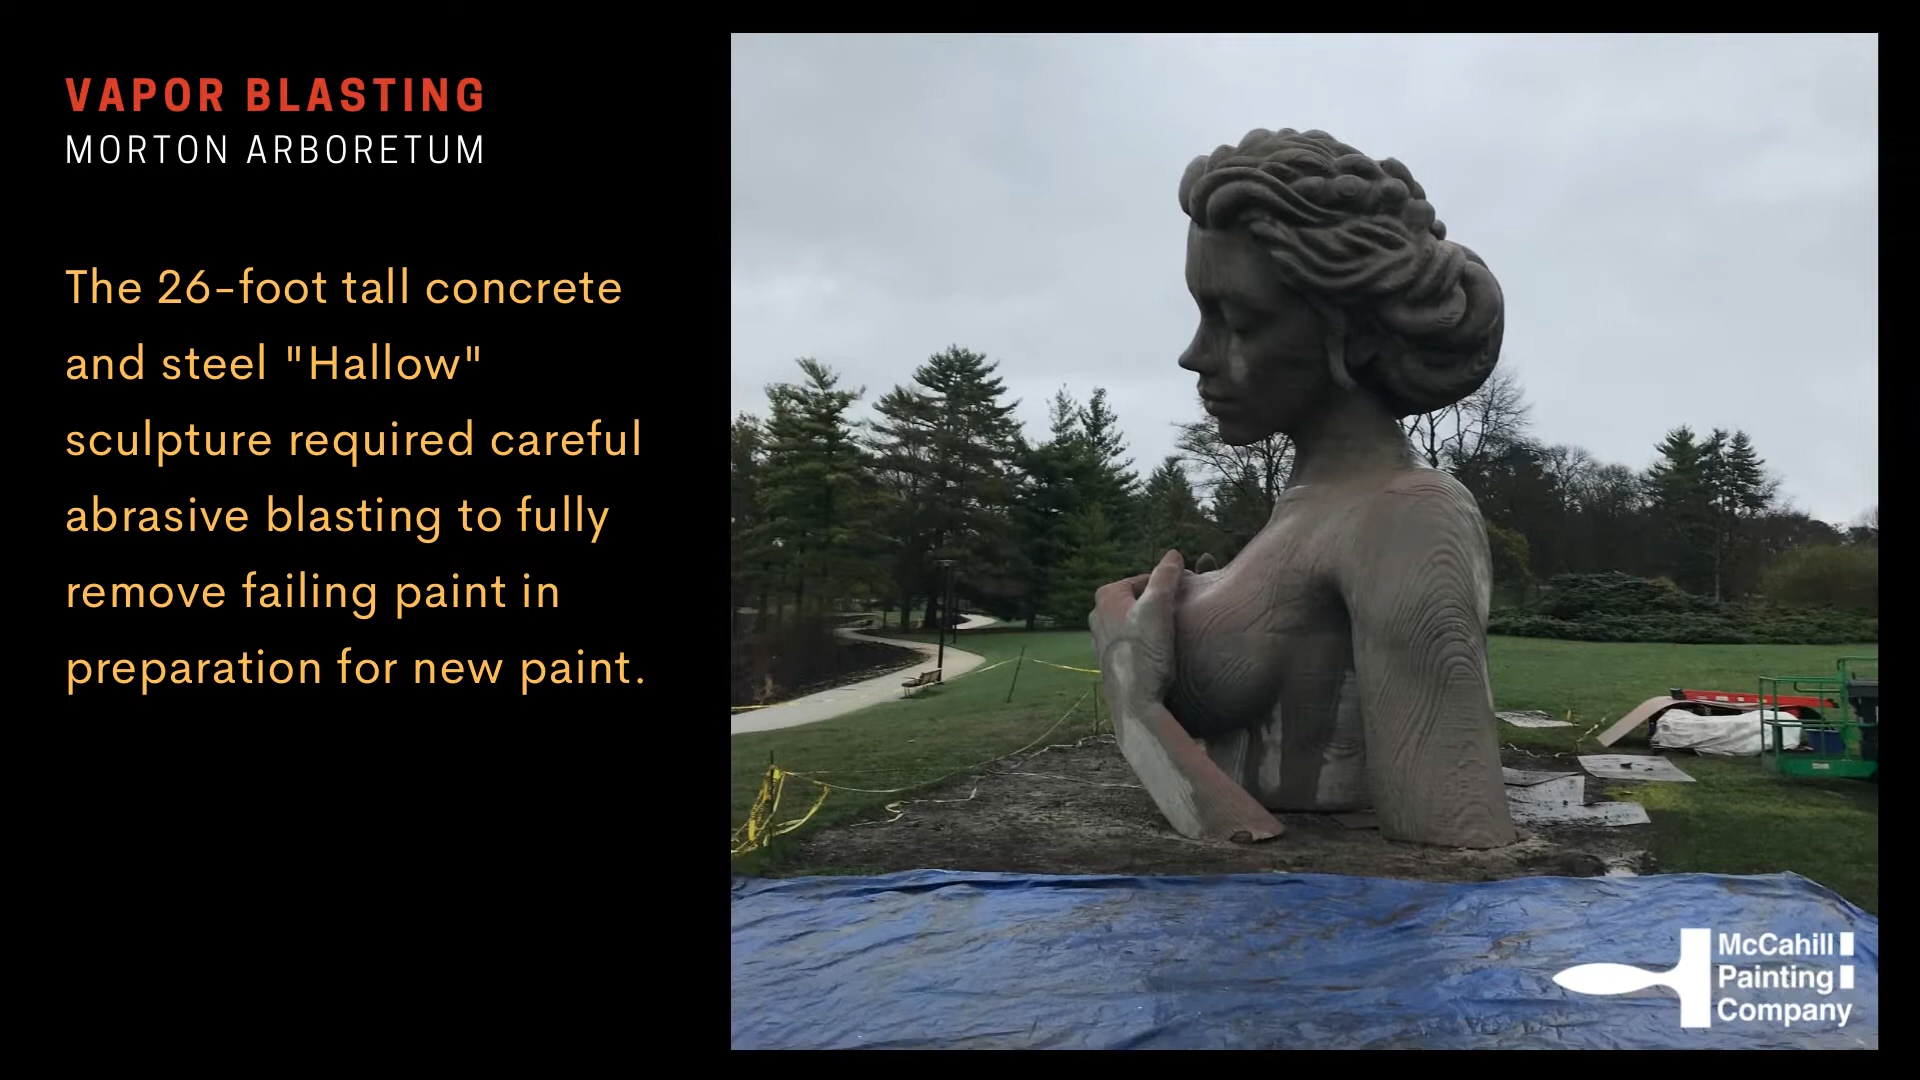 VAPOR BLASTING
MORTON ARBORETUM
The 26-foot tall concrete
and steel "Hallow"
sculpture required careful
abrasive blasting to fully
remove failing paint in
preparation for new paint.
McCahill
Painting
Company